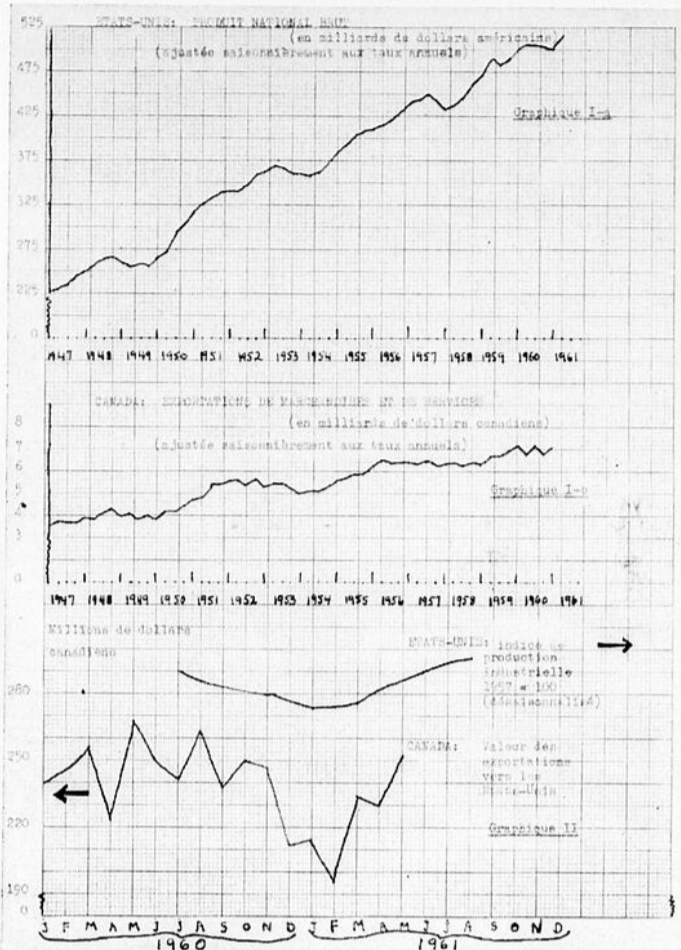 ETATS-UNIS: PRODUIT NATIONAL BRUT
(en milliards de dollars américains)
(ajustée saisonnièrement aux taux annuels)
525
475
425
375
325
275
225
0
Graphique I-a
1947 1948 1949 1950 1951 1952 1953 1954 1955 1956 1957 1958 1959 1960 1961
CANADA: EXPORTATIONS DE MARCHANDISES ET DE SERVICES
(en milliards de dollars canadiens)
(ajustée saisonnièrement aux taux annuels)
8
7
6
5
4
3
0
Graphique I-b
1947 1948 1949 1950 1951 1952 1953 1954 1955 1956 1957 1958 1959 1960 1961
Millions de dollars
canadiens
ETATS-UNIS: indice de
production
industrielle
1957 = 100
(désaisonnalisé)
280
250
220
190
0
CANADA: Valeur des
exportations
vers les
Etats-Unis
Graphique II
J F M A M J J A S O N D J F M A M J J A S O N D
1960 1961